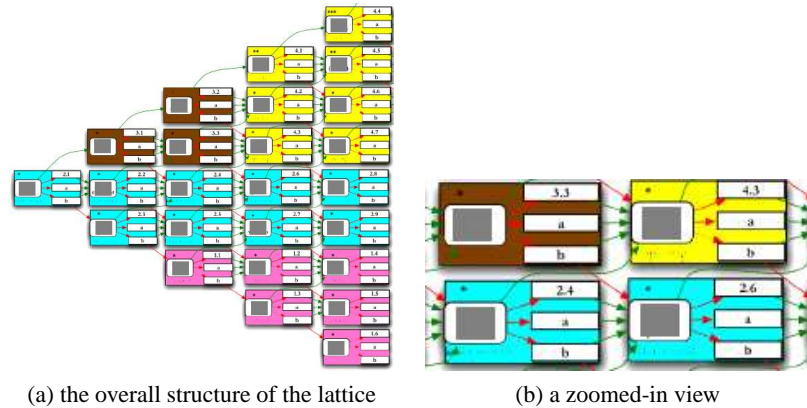 4.4
a
b
4.1 4.5
a a
b b
3.2 4.2 4.6
a a a
b b b
3.1 3.3 4.3 4.7
a a a a
b b b b
2.1 2.2 2.4 2.6 2.8
a a a a a
b b b b b
2.3 2.5 2.7 2.9
a a a a
b b b b
1.1 1.2 1.4
a a a
b b b
1.3 1.5
a a
b b
1.6
a
b
(a) the overall structure of the lattice
3.3 4.3
a a
b b
2.4 2.6
a a
b b
(b) a zoomed-in view